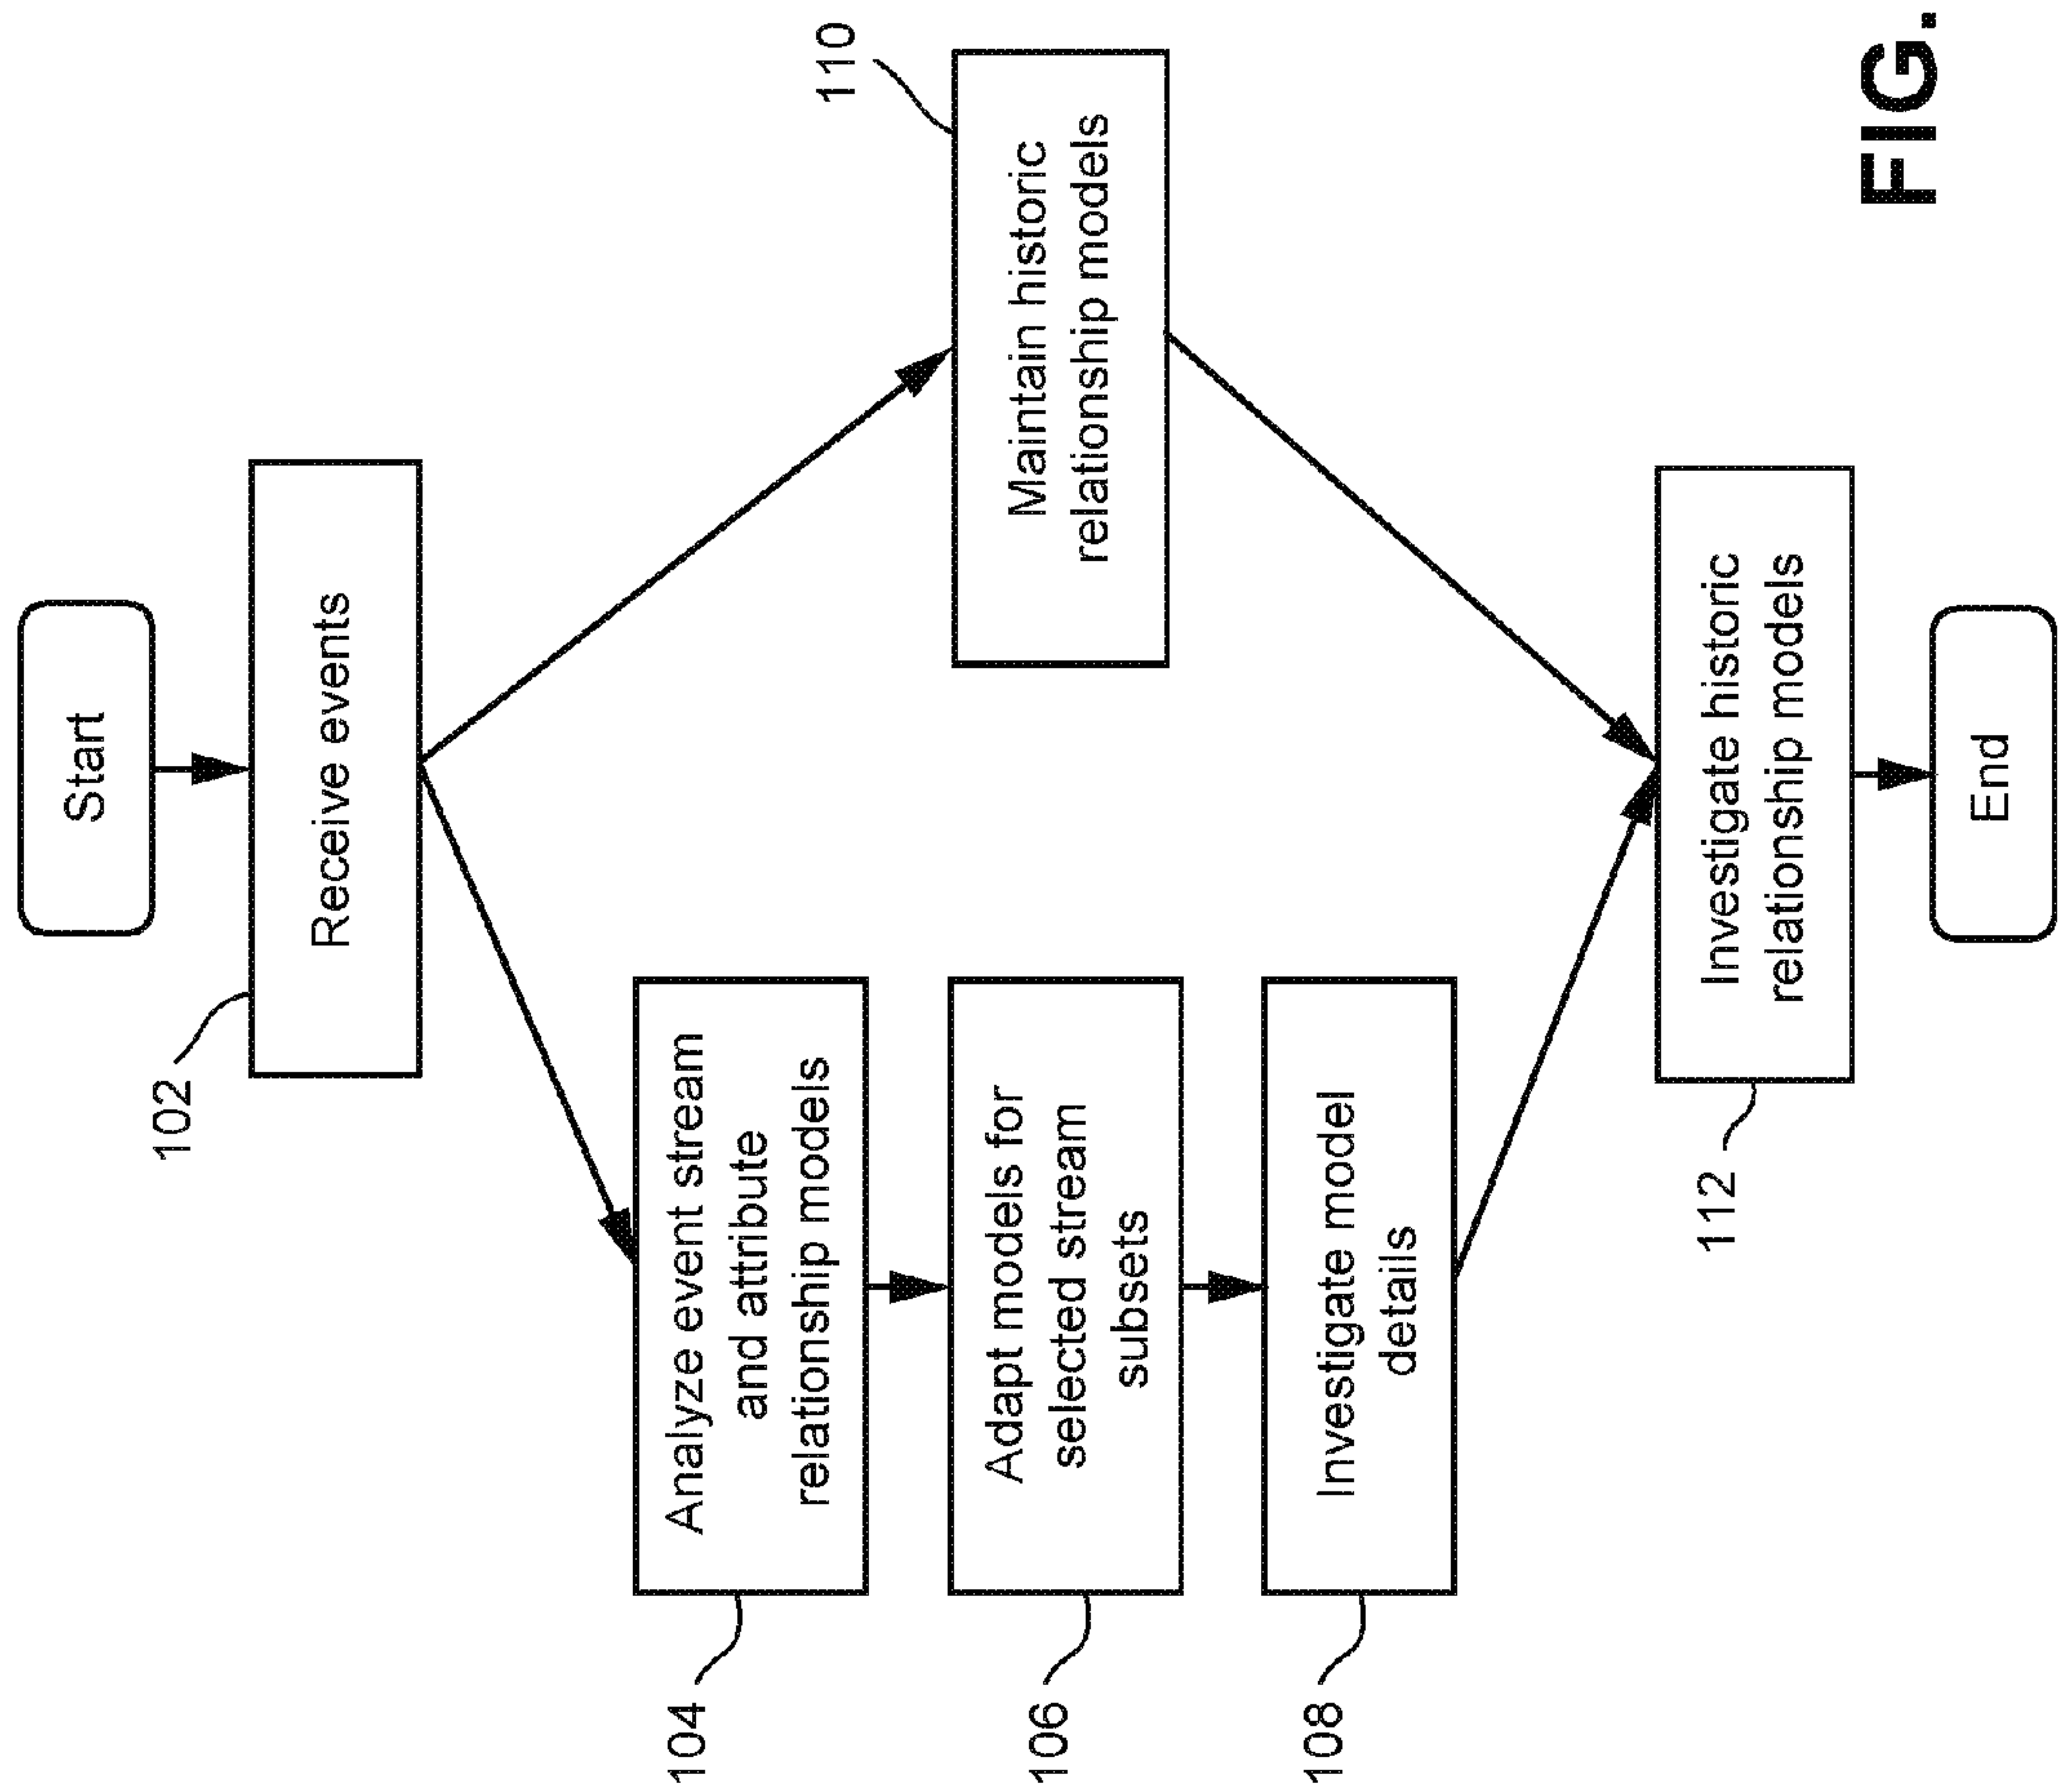 Start
102
Receive events
104
Analyze event stream
and attribute
relationship models
106
Adapt models for
selected stream
subsets
108
Investigate model
details
110
Maintain historic
relationship models
112
Investigate historic
relationship models
End
FIG.